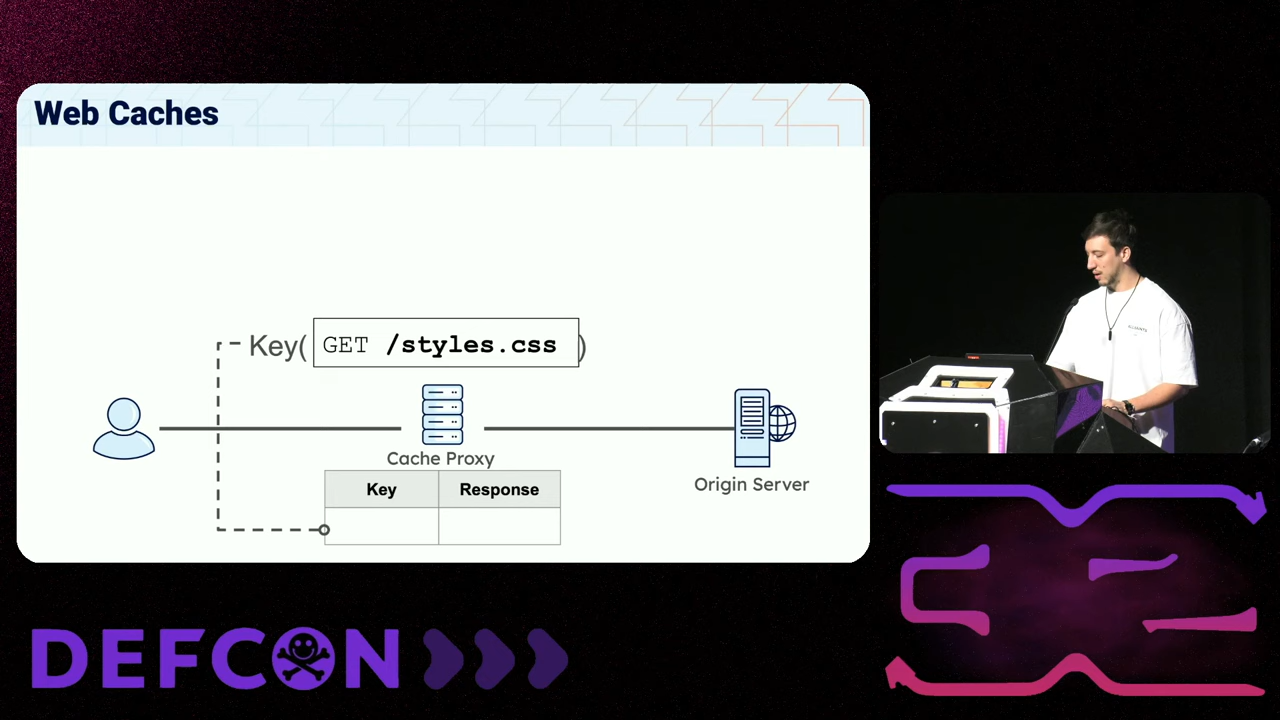 Web Caches
Key( GET /styles.css )
Cache Proxy
Key Response
Origin Server
DEFCON